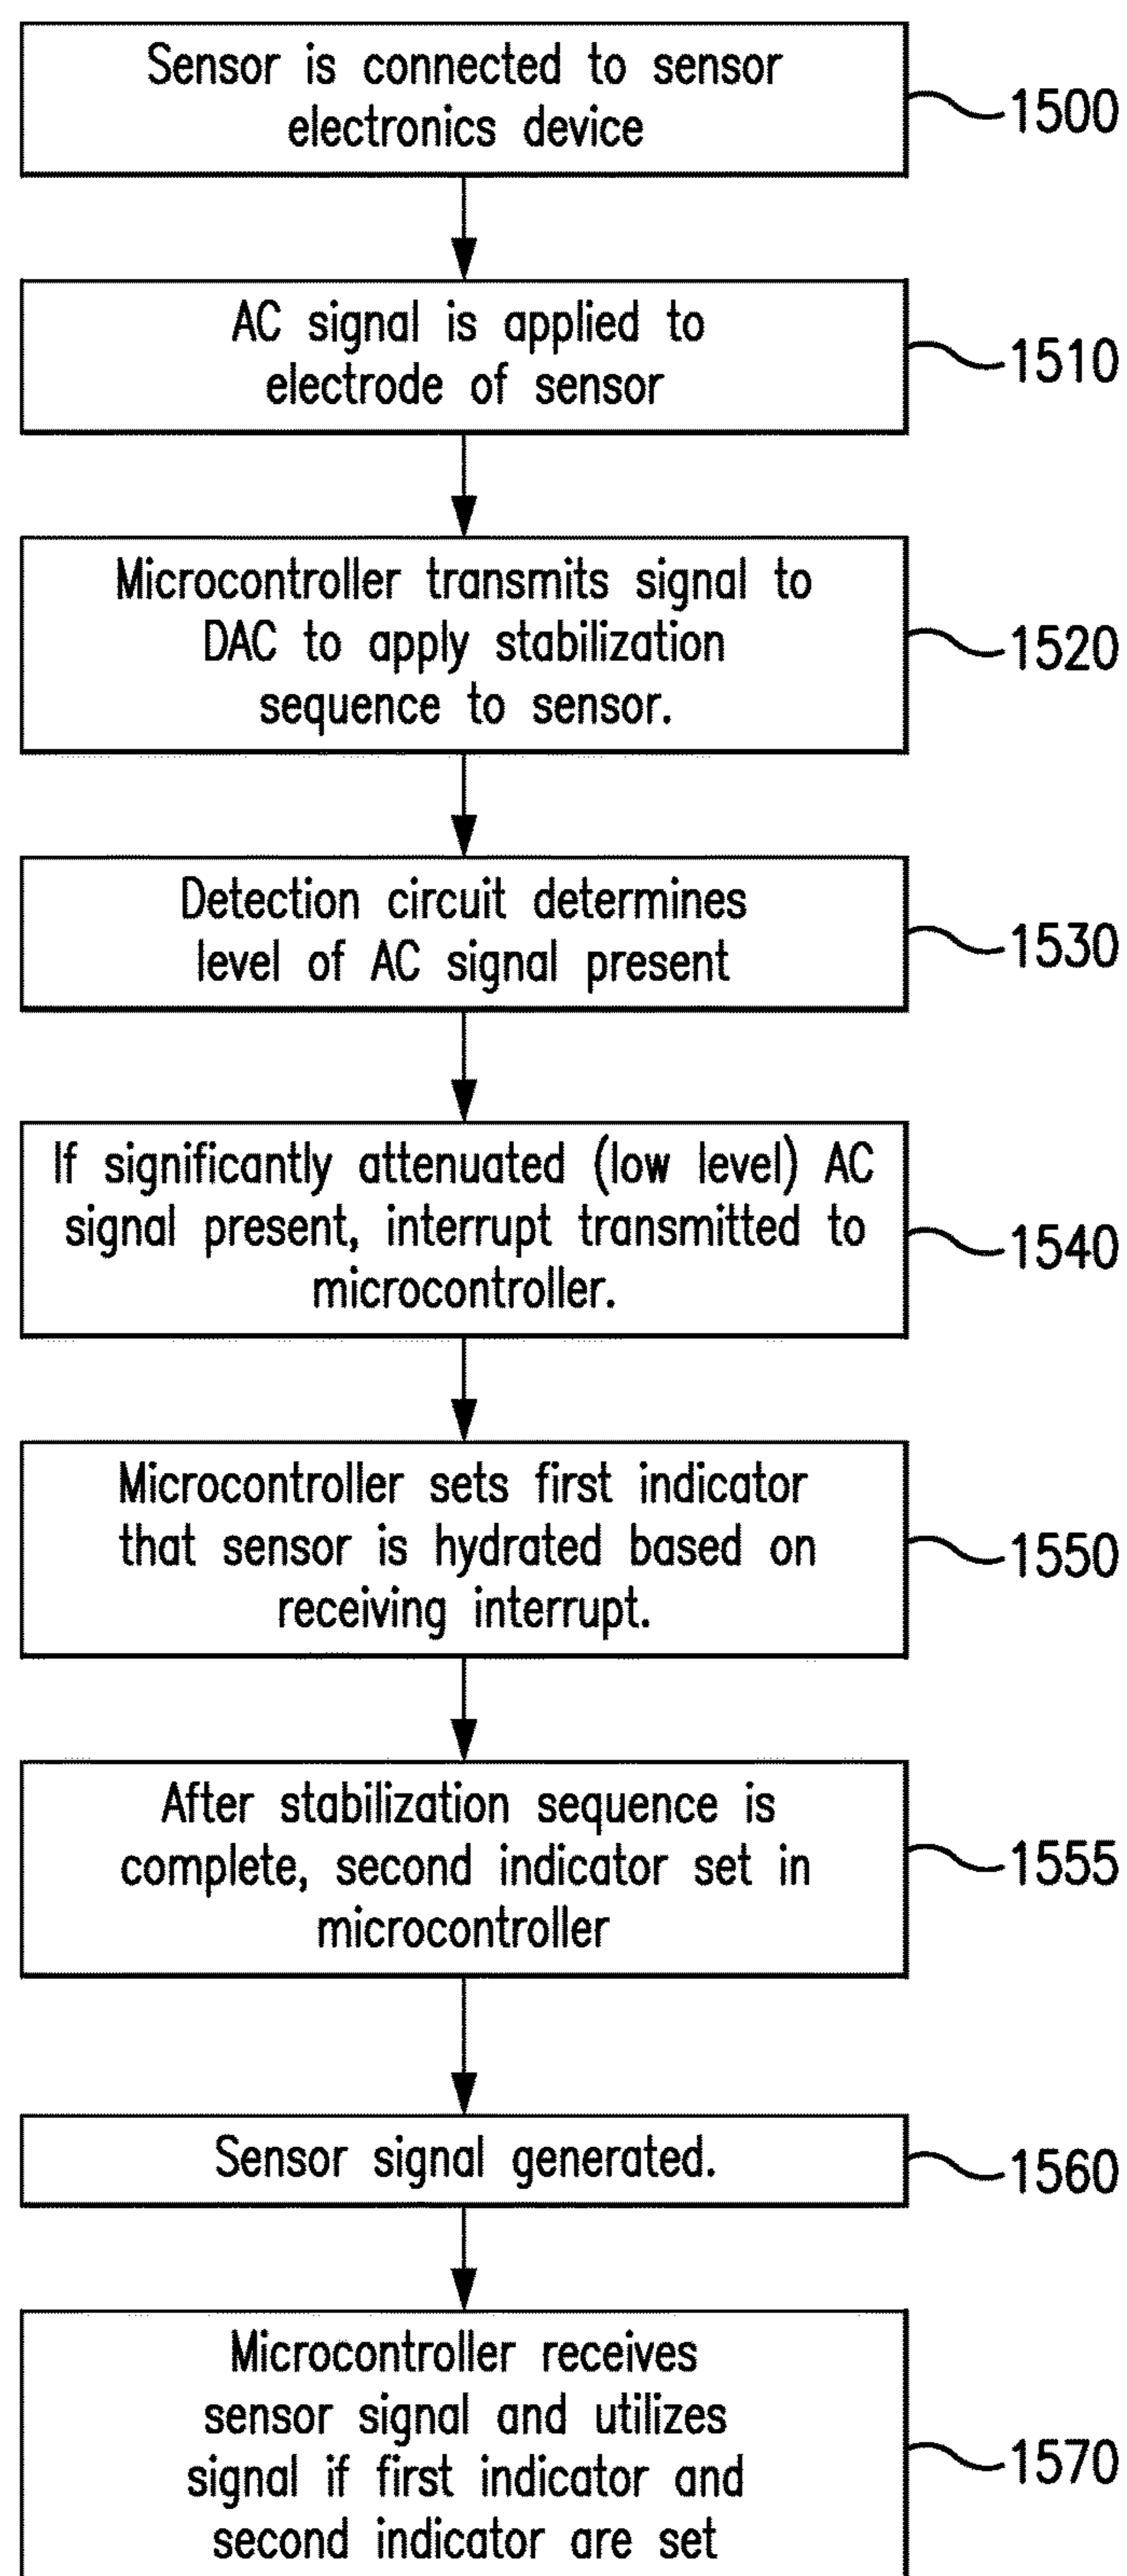 Sensor is connected to sensor
electronics device
1500
AC signal is applied to
electrode of sensor
1510
Microcontroller transmits signal to
DAC to apply stabilization
sequence to sensor.
1520
Detection circuit determines
level of AC signal present
1530
If significantly attenuated (low level) AC
signal present, interrupt transmitted to
microcontroller.
1540
Microcontroller sets first indicator
that sensor is hydrated based on
receiving interrupt.
1550
After stabilization sequence is
complete, second indicator set in
microcontroller
1555
Sensor signal generated.
1560
Microcontroller receives
sensor signal and utilizes
signal if first indicator and
second indicator are set
1570